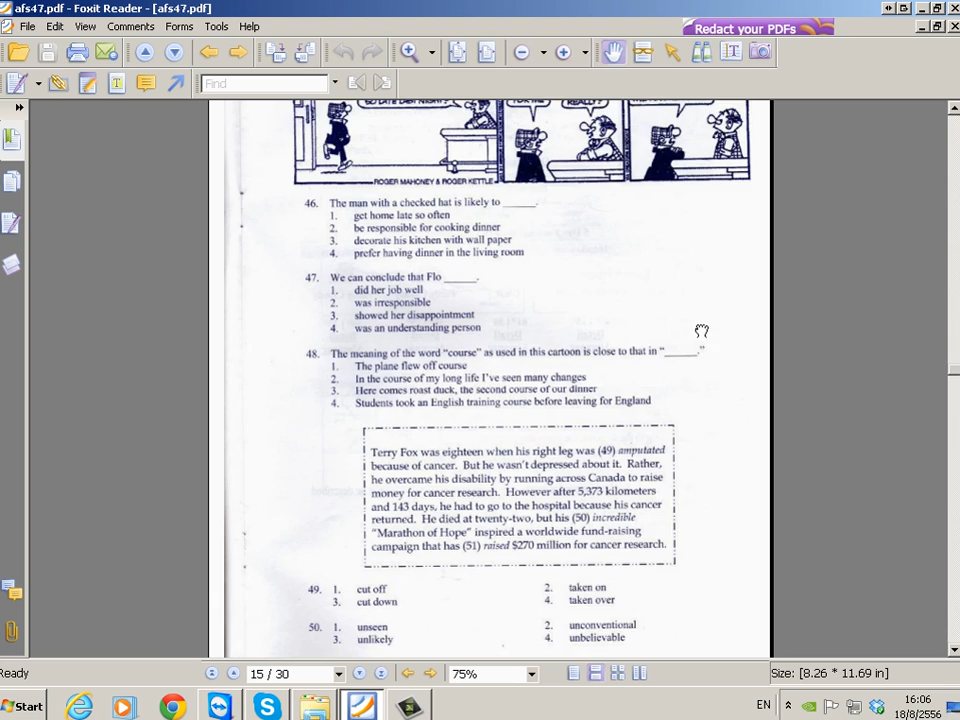 afs47.pdf - Foxit Reader - [afs47.pdf]
File Edit View Comments Forms Tools Help
Redact your PDFs
Find
SO LATE LAST NIGHT?
FOR ME
REALLY?
ROGER MAHONEY & ROGER KETTLE
46. The man with a checked hat is likely to ______.
1. get home late so often
2. be responsible for cooking dinner
3. decorate his kitchen with wall paper
4. prefer having dinner in the living room
47. We can conclude that Flo ______.
1. did her job well
2. was irresponsible
3. showed her disappointment
4. was an understanding person
48. The meaning of the word "course" as used in this cartoon is close to that in "______."
1. The plane flew off course
2. In the course of my long life I've seen many changes
3. Here comes roast duck, the second course of our dinner
4. Students took an English training course before leaving for England
Terry Fox was eighteen when his right leg was (49) amputated
because of cancer. But he wasn't depressed about it. Rather,
he overcame his disability by running across Canada to raise
money for cancer research. However after 5,373 kilometers
and 143 days, he had to go to the hospital because his cancer
returned. He died at twenty-two, but his (50) incredible
"Marathon of Hope" inspired a worldwide fund-raising
campaign that has (51) raised $270 million for cancer research.
49. 1. cut off 2. taken on
3. cut down 4. taken over
50. 1. unseen 2. unconventional
3. unlikely 4. unbelievable
Ready 15 / 30 75% Size: [8.26 * 11.69 in]
Start EN 16:06
18/8/2556